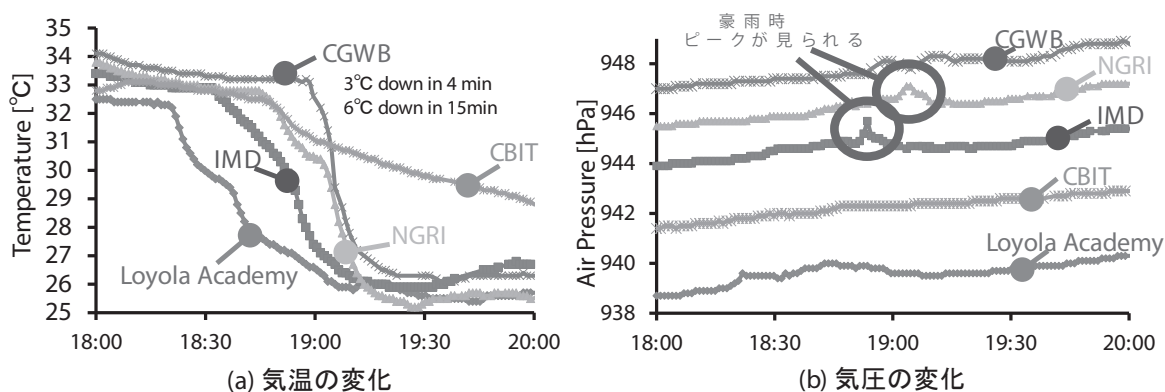 Temperature [℃]
35
34
33
32
31
30
29
28
27
26
25
18:00
18:30
19:00
19:30
20:00
CGWB
3℃ down in 4 min
6℃ down in 15min
IMD
CBIT
NGRI
Loyola Academy
(a) 気温の変化
Air Pressure [hPa]
948
946
944
942
940
938
18:00
18:30
19:00
19:30
20:00
豪雨時
ピークが見られる
CGWB
NGRI
IMD
CBIT
Loyola Academy
(b) 気圧の変化